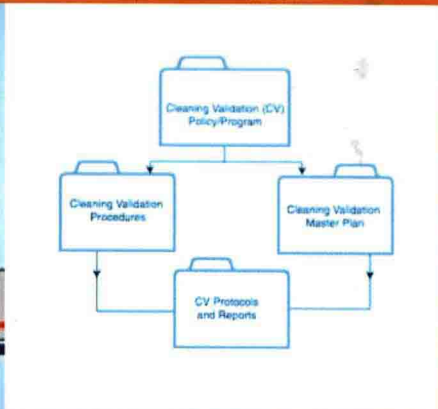 Cleaning Validation (CV)
Policy/Program
Cleaning Validation
Procedures
Cleaning Validation
Master Plan
CV Protocols
and Reports